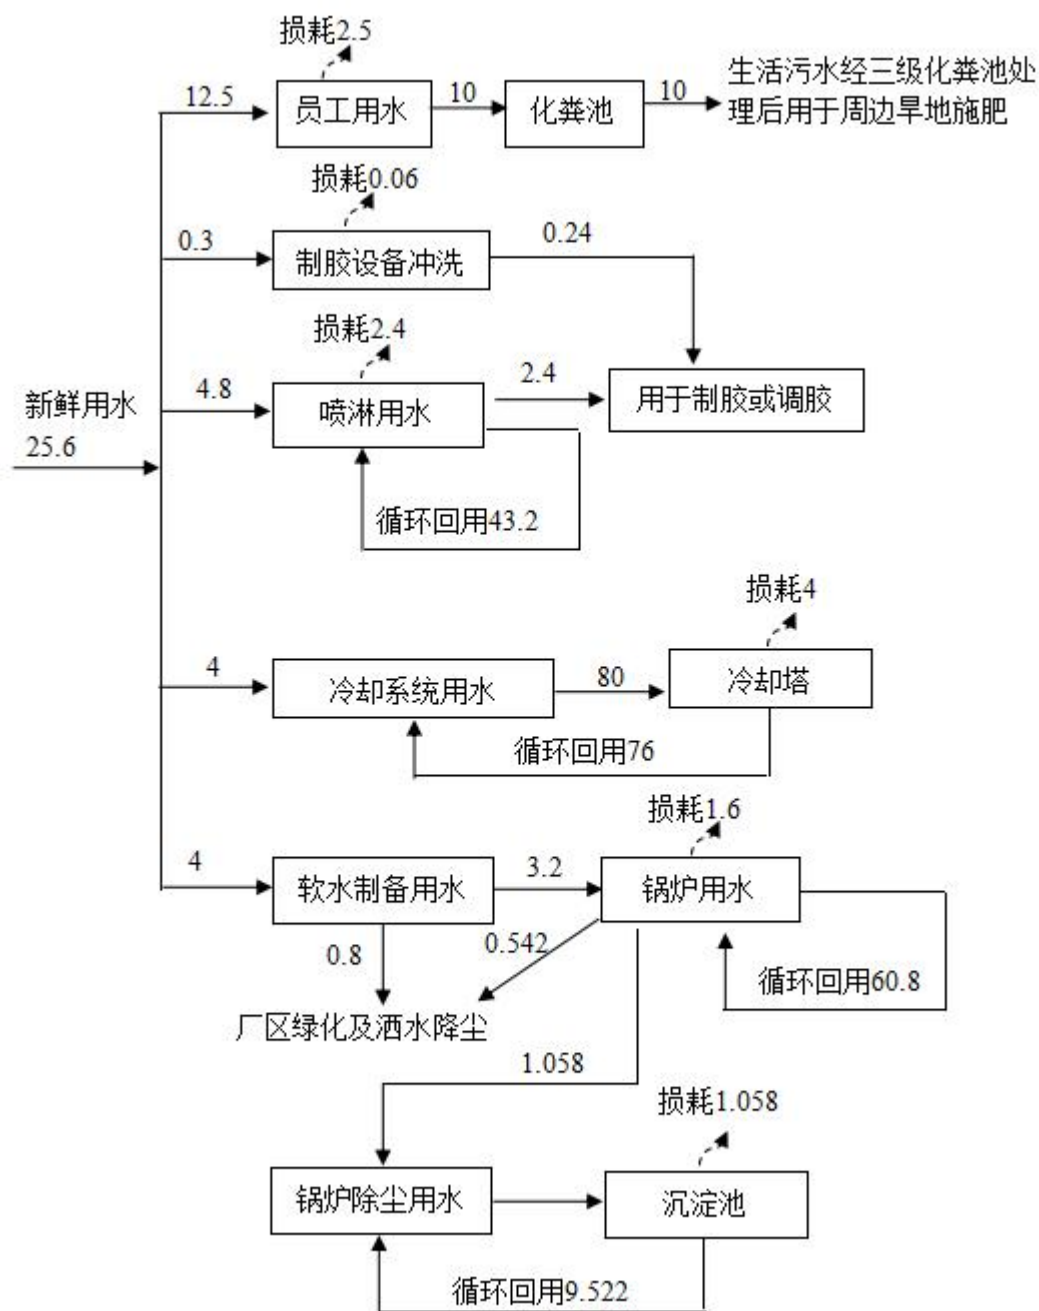 损耗2.5
12.5
员工用水
10
化粪池
10
生活污水经三级化粪池处
理后用于周边旱地施肥
损耗0.06
0.3
制胶设备冲洗
0.24
损耗2.4
4.8
喷淋用水
2.4
用于制胶或调胶
新鲜用水
25.6
循环回用43.2
损耗4
4
冷却系统用水
80
冷却塔
循环回用76
损耗1.6
4
软水制备用水
3.2
锅炉用水
0.8
0.542
循环回用60.8
厂区绿化及洒水降尘
1.058
损耗1.058
锅炉除尘用水
沉淀池
循环回用9.522